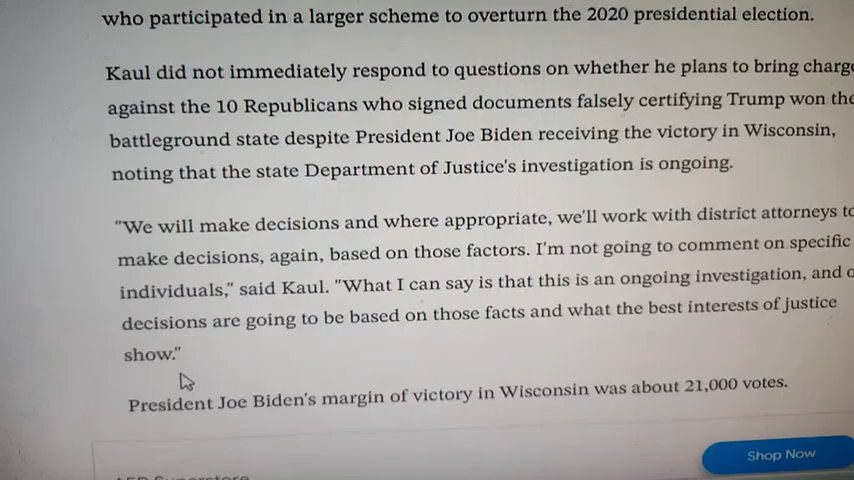 who participated in a larger scheme to overturn the 2020 presidential election.
Kaul did not immediately respond to questions on whether he plans to bring charge
against the 10 Republicans who signed documents falsely certifying Trump won the
battleground state despite President Joe Biden receiving the victory in Wisconsin,
noting that the state Department of Justice's investigation is ongoing.
"We will make decisions and where appropriate, we'll work with district attorneys to
make decisions, again, based on those factors. I'm not going to comment on specific
individuals," said Kaul. "What I can say is that this is an ongoing investigation, and
decisions are going to be based on those facts and what the best interests of justice
show."
President Joe Biden's margin of victory in Wisconsin was about 21,000 votes.
Shop Now